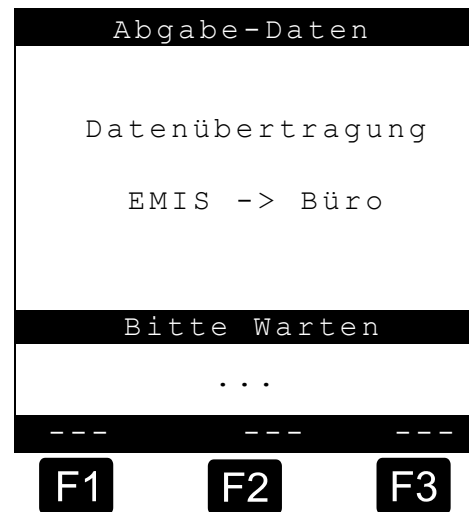 Abgabe-Daten
Datenübertragung
EMIS -> Büro
Bitte Warten
...
--- --- ---
F1 F2 F3